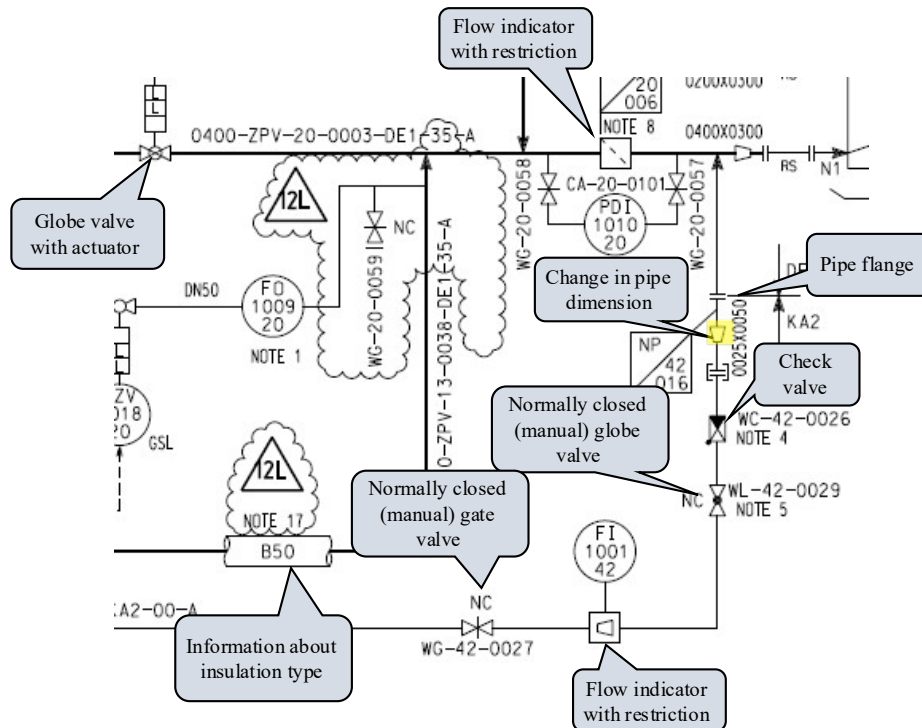 Flow indicator
with restriction
20
006
0200X0300
NOTE 8
0400-ZPV-20-0003-DE1-35-A
0400X0300
L
L
RS
N1
Globe valve
with actuator
12L
NC
WG-20-0058
CA-20-0101
WG-20-0057
PDI
1010
20
0-ZPV-13-0038-DE1-35-A
Change in pipe
dimension
Pipe flange
DN50
FO
1009
20
NOTE 1
WG-20-0059
KA2
0025X0050
NP
42
016
Check
valve
L
ZV
018
20
GSL
Normally closed
(manual) globe
valve
WC-42-0026
NOTE 4
12L
NOTE 17
Normally closed
(manual) gate
valve
NC
WL-42-0029
NOTE 5
B50
FI
1001
42
KA2-00-A
NC
WG-42-0027
Information about
insulation type
Flow indicator
with restriction